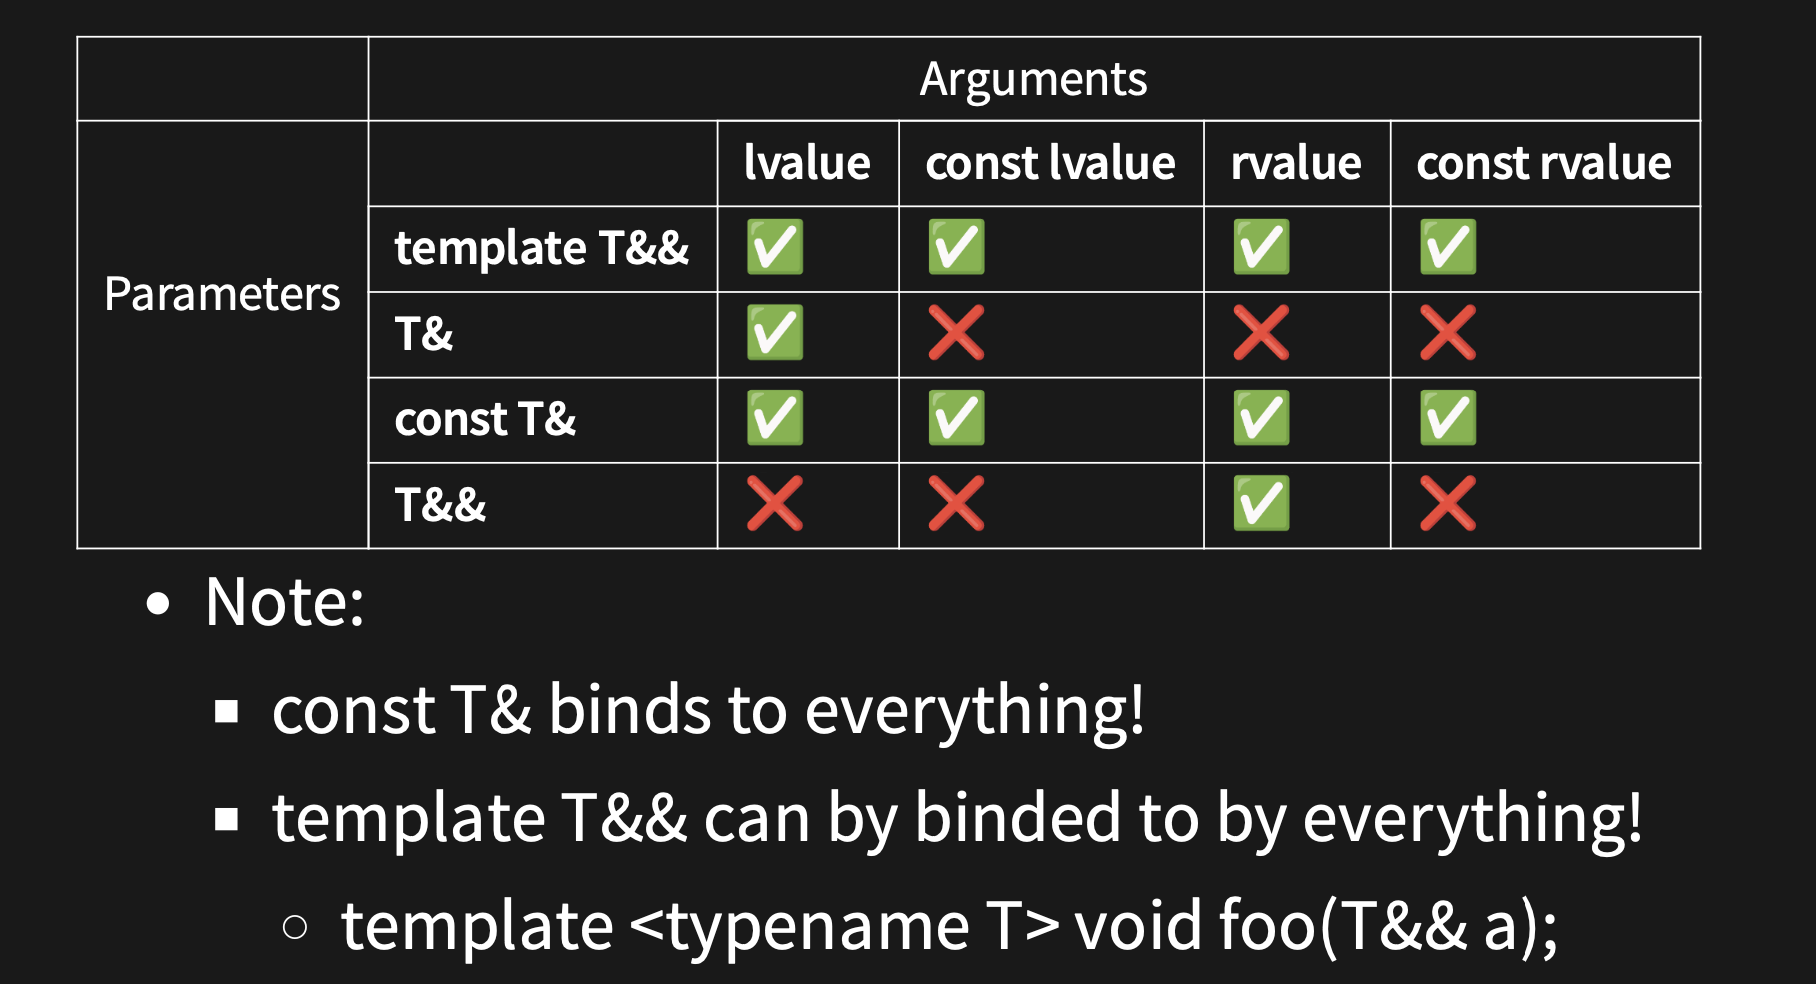 Arguments
Parameters
lvalue const lvalue rvalue const rvalue
template T&& ✅ ✅ ✅ ✅
T& ✅ ❌ ❌ ❌
const T& ✅ ✅ ✅ ✅
T&& ❌ ❌ ✅ ❌
• Note:
▪ const T& binds to everything!
▪ template T&& can by binded to by everything!
○ template <typename T> void foo(T&& a);